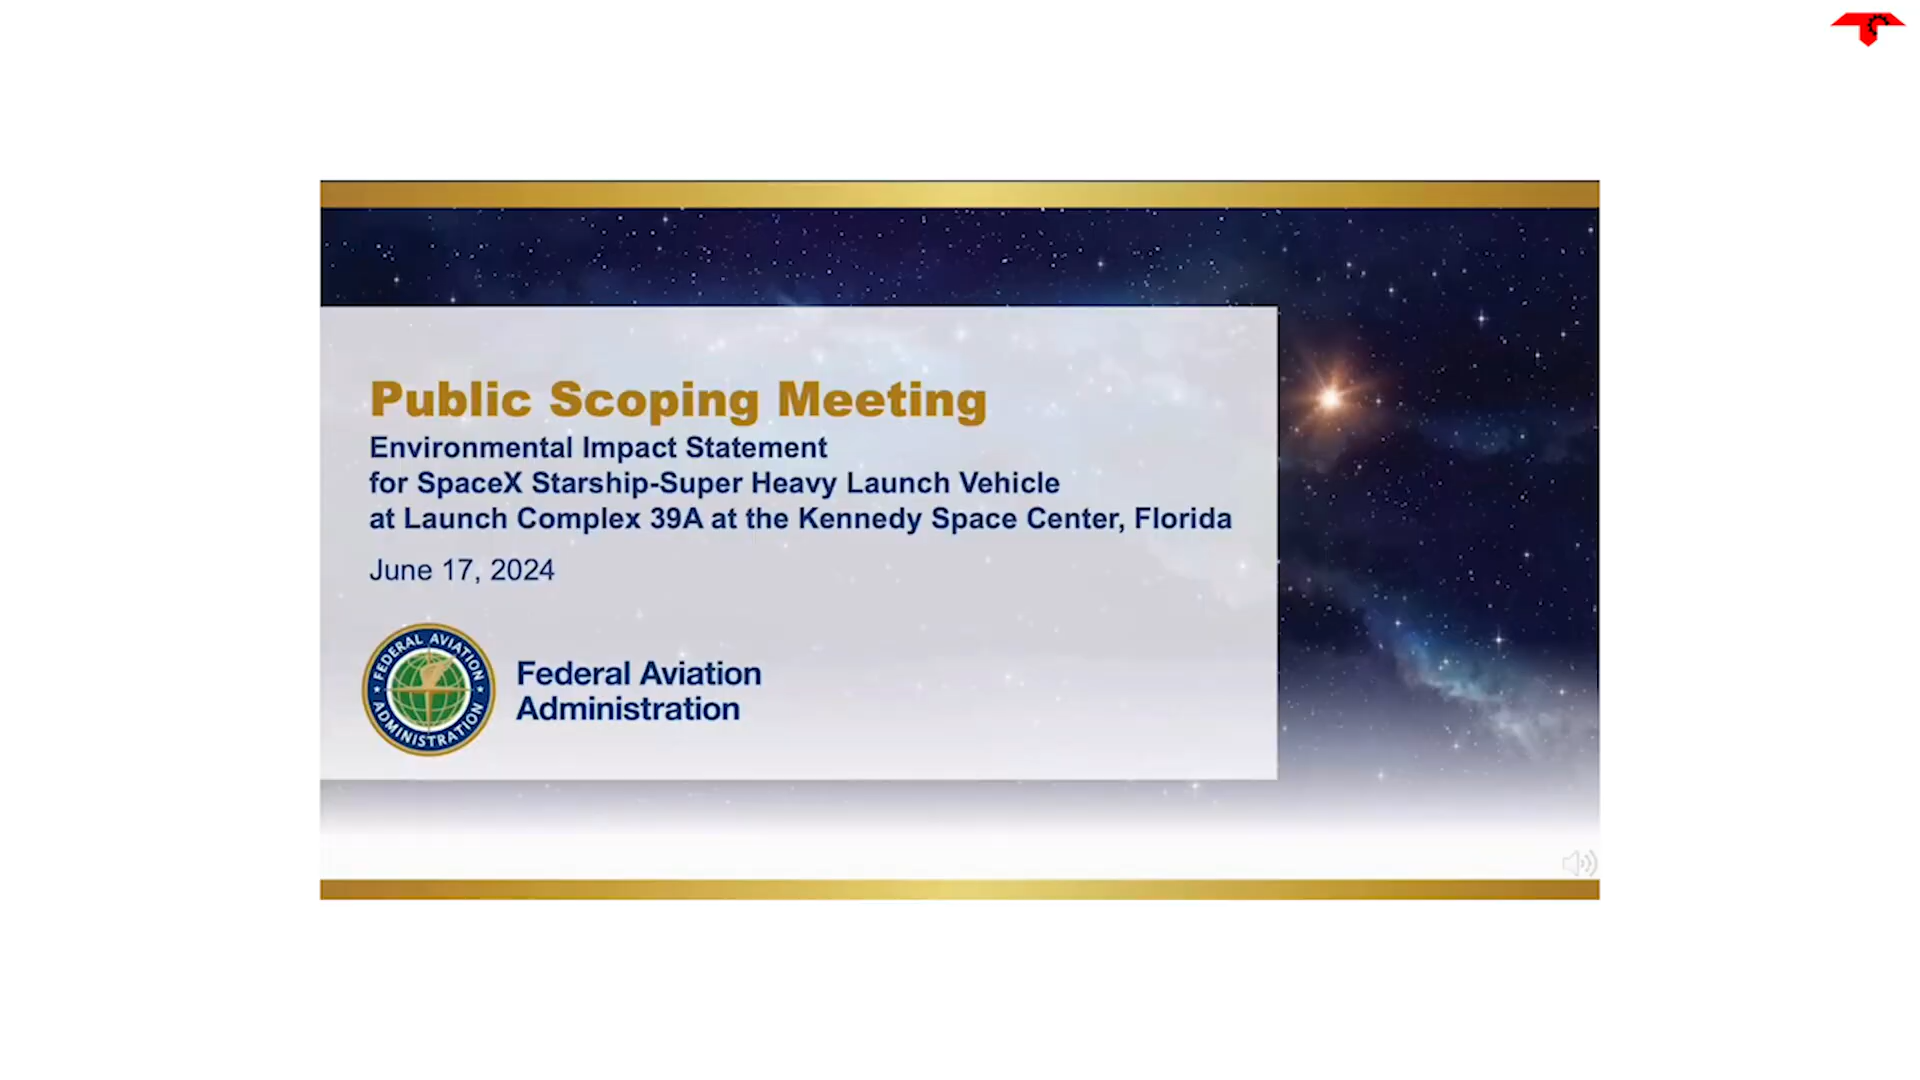 Public Scoping Meeting
Environmental Impact Statement
for SpaceX Starship-Super Heavy Launch Vehicle
at Launch Complex 39A at the Kennedy Space Center, Florida
June 17, 2024
FEDERAL AVIATION
ADMINISTRATION
Federal Aviation
Administration